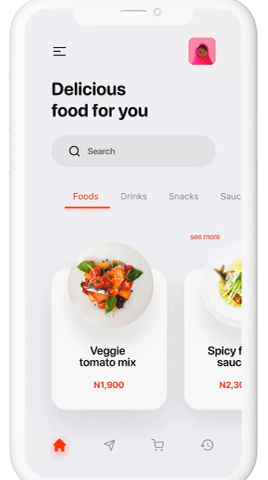 Delicious
food for you
Search
Foods Drinks Snacks Sauc
see more
Veggie
tomato mix
N1,900
Spicy f
sauc
N2,30